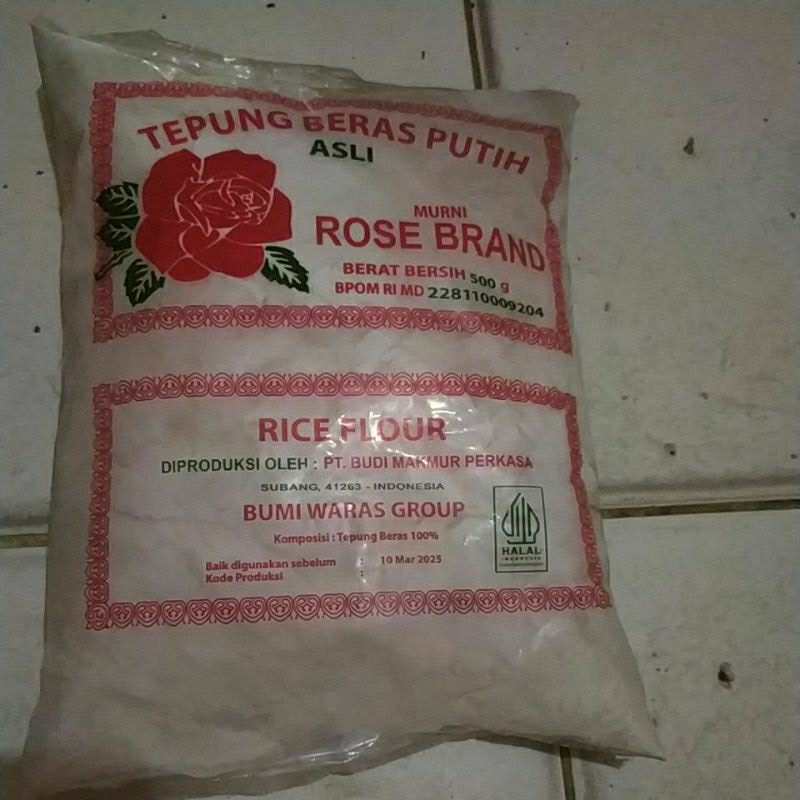 TEPUNG BERAS PUTIH
ASLI
MURNI
ROSE BRAND
BERAT BERSIH 500 g
BPOM RI MD 228110009204
RICE FLOUR
DIPRODUKSI OLEH : PT. BUDI MAKMUR PERKASA
SUBANG, 41263 - INDONESIA
BUMI WARAS GROUP
Komposisi : Tepung Beras 100%
Baik digunakan sebelum : 10 Mar 2025
Kode Produksi :
HALAL
INDONESIA